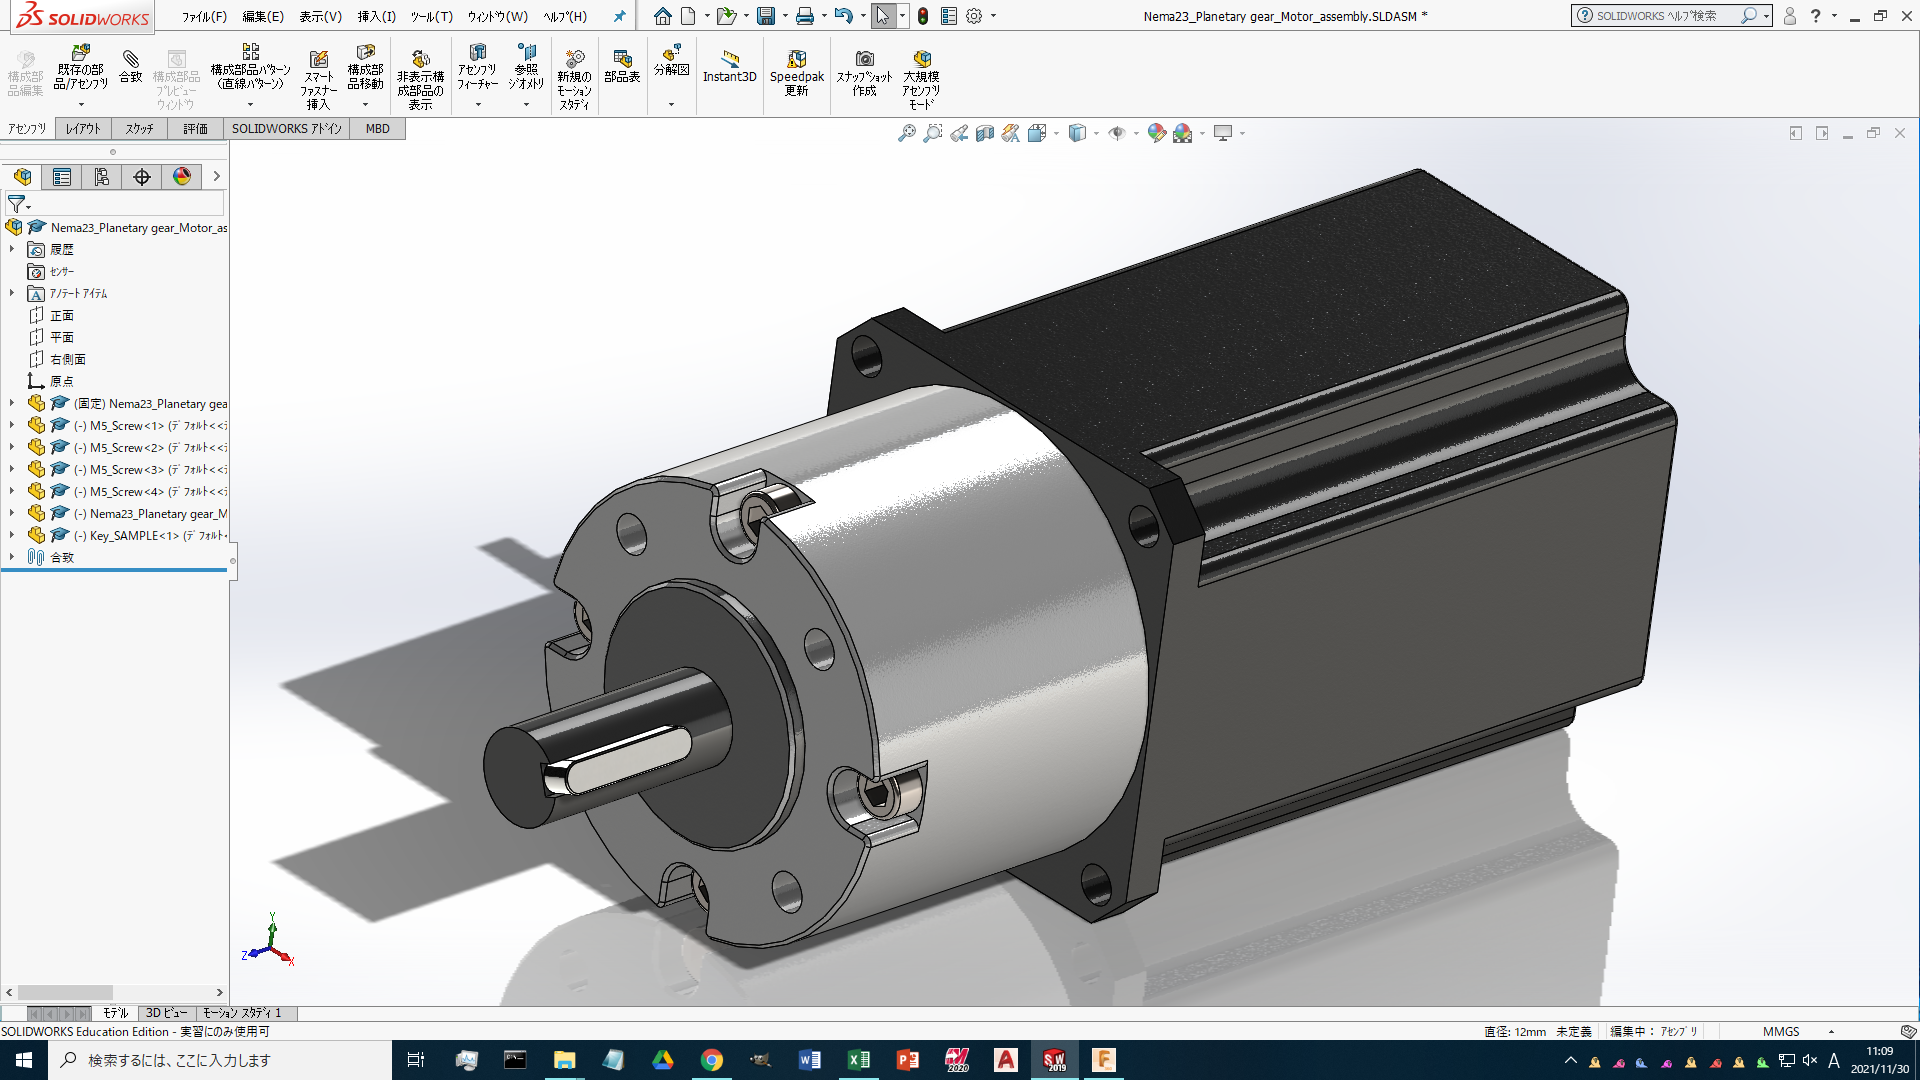 SOLIDWORKS
ファイル(F) 編集(E) 表示(V) 挿入(I) ツール(T) ウィンドウ(W) ヘルプ(H)
Nema23_Planetary gear_Motor_assembly.SLDASM *
SOLIDWORKS ヘルプ検索
構成部品編集
既存の部品/アセンブリ
合致
構成部品プレビューウィンドウ
構成部品パターン(直線パターン)
スマートファスナー挿入
構成部品移動
非表示構成部品の表示
アセンブリフィーチャー
参照ジオメトリ
新規のモーションスタディ
部品表
分解図
Instant3D
Speedpak更新
スナップショット作成
大規模アセンブリモード
アセンブリ レイアウト スケッチ 評価 SOLIDWORKS アドイン MBD
Nema23_Planetary gear_Motor_as
履歴
センサー
アノテート アイテム
正面
平面
右側面
原点
(固定) Nema23_Planetary gea
(-) M5_Screw<1> (デフォルト<<
(-) M5_Screw<2> (デフォルト<<
(-) M5_Screw<3> (デフォルト<<
(-) M5_Screw<4> (デフォルト<<
(-) Nema23_Planetary gear_M
(-) Key_SAMPLE<1> (デフォルト
合致
Y
Z
X
モデル 3D ビュー モーション スタディ 1
SOLIDWORKS Education Edition - 実習にのみ使用可
直径: 12mm 未定義 編集中: アセンブリ MMGS
検索するには、ここに入力します
2020
SW
2019
A
11:09
2021/11/30